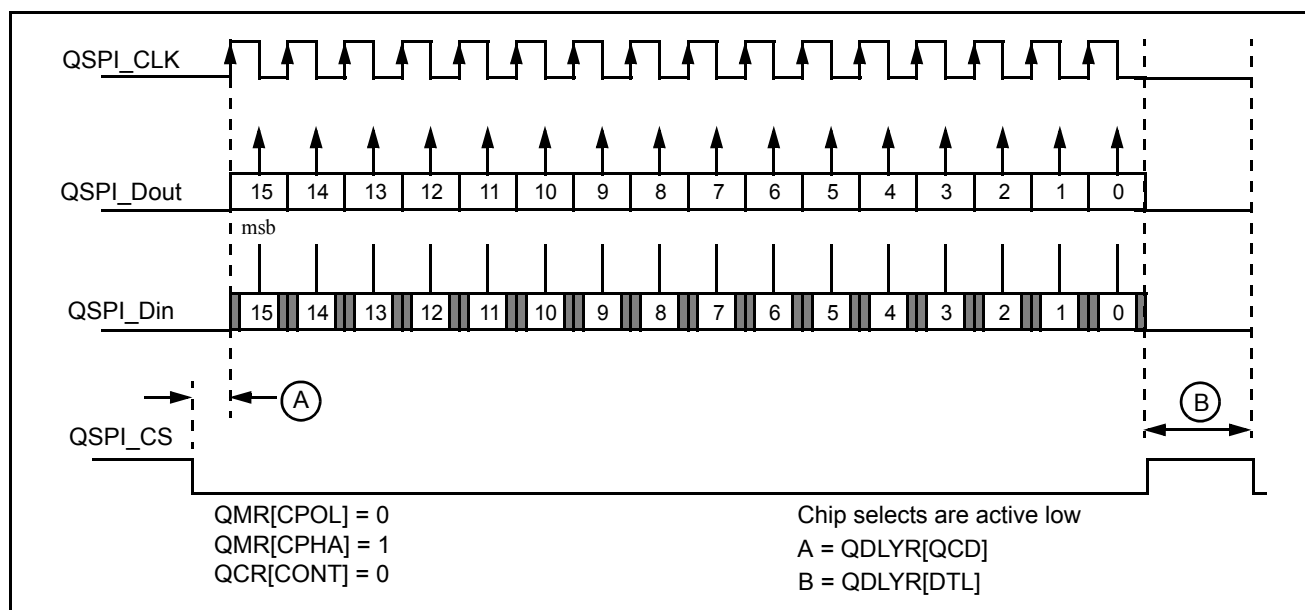 QSPI_CLK
QSPI_Dout
15 14 13 12 11 10 9 8 7 6 5 4 3 2 1 0
msb
QSPI_Din
15 14 13 12 11 10 9 8 7 6 5 4 3 2 1 0
A
B
QSPI_CS
QMR[CPOL] = 0
QMR[CPHA] = 1
QCR[CONT] = 0
Chip selects are active low
A = QDLYR[QCD]
B = QDLYR[DTL]